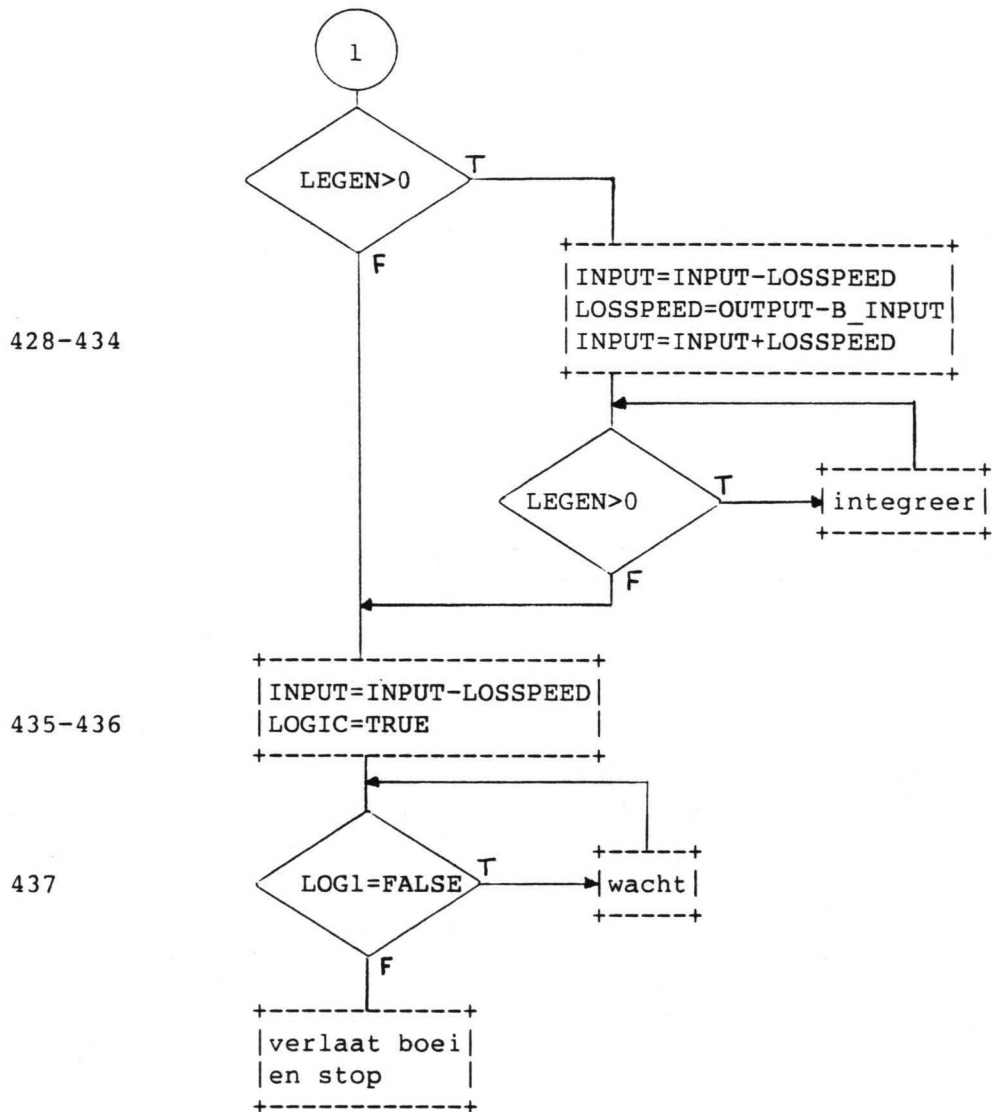 1
LEGEN>0
T
F
INPUT=INPUT-LOSSPEED
LOSSPEED=OUTPUT-B_INPUT
INPUT=INPUT+LOSSPEED
428-434
LEGEN>0
T
integreer
F
INPUT=INPUT-LOSSPEED
LOGIC=TRUE
435-436
LOG1=FALSE
T
wacht
437
F
verlaat boei
en stop